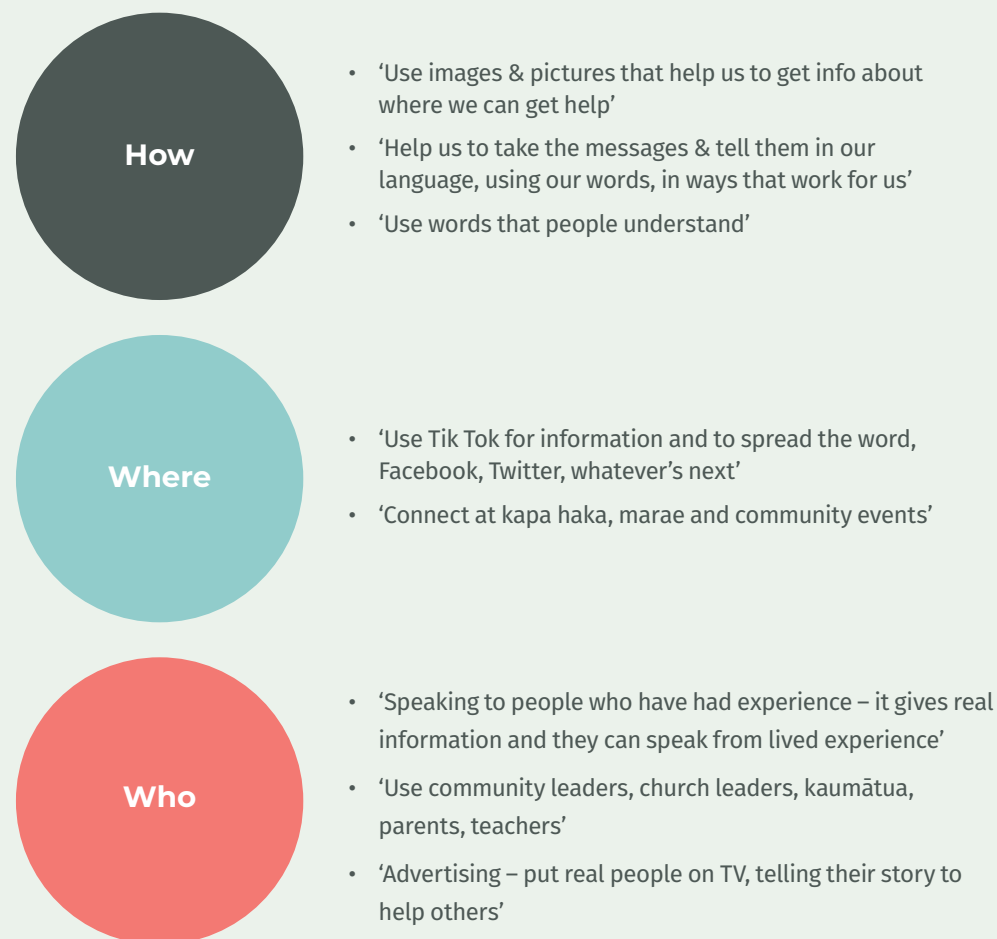 How
• ‘Use images & pictures that help us to get info about
where we can get help’
• ‘Help us to take the messages & tell them in our
language, using our words, in ways that work for us’
• ‘Use words that people understand’
Where
• ‘Use Tik Tok for information and to spread the word,
Facebook, Twitter, whatever’s next’
• ‘Connect at kapa haka, marae and community events’
Who
• ‘Speaking to people who have had experience – it gives real
information and they can speak from lived experience’
• ‘Use community leaders, church leaders, kaumātua,
parents, teachers’
• ‘Advertising – put real people on TV, telling their story to
help others’